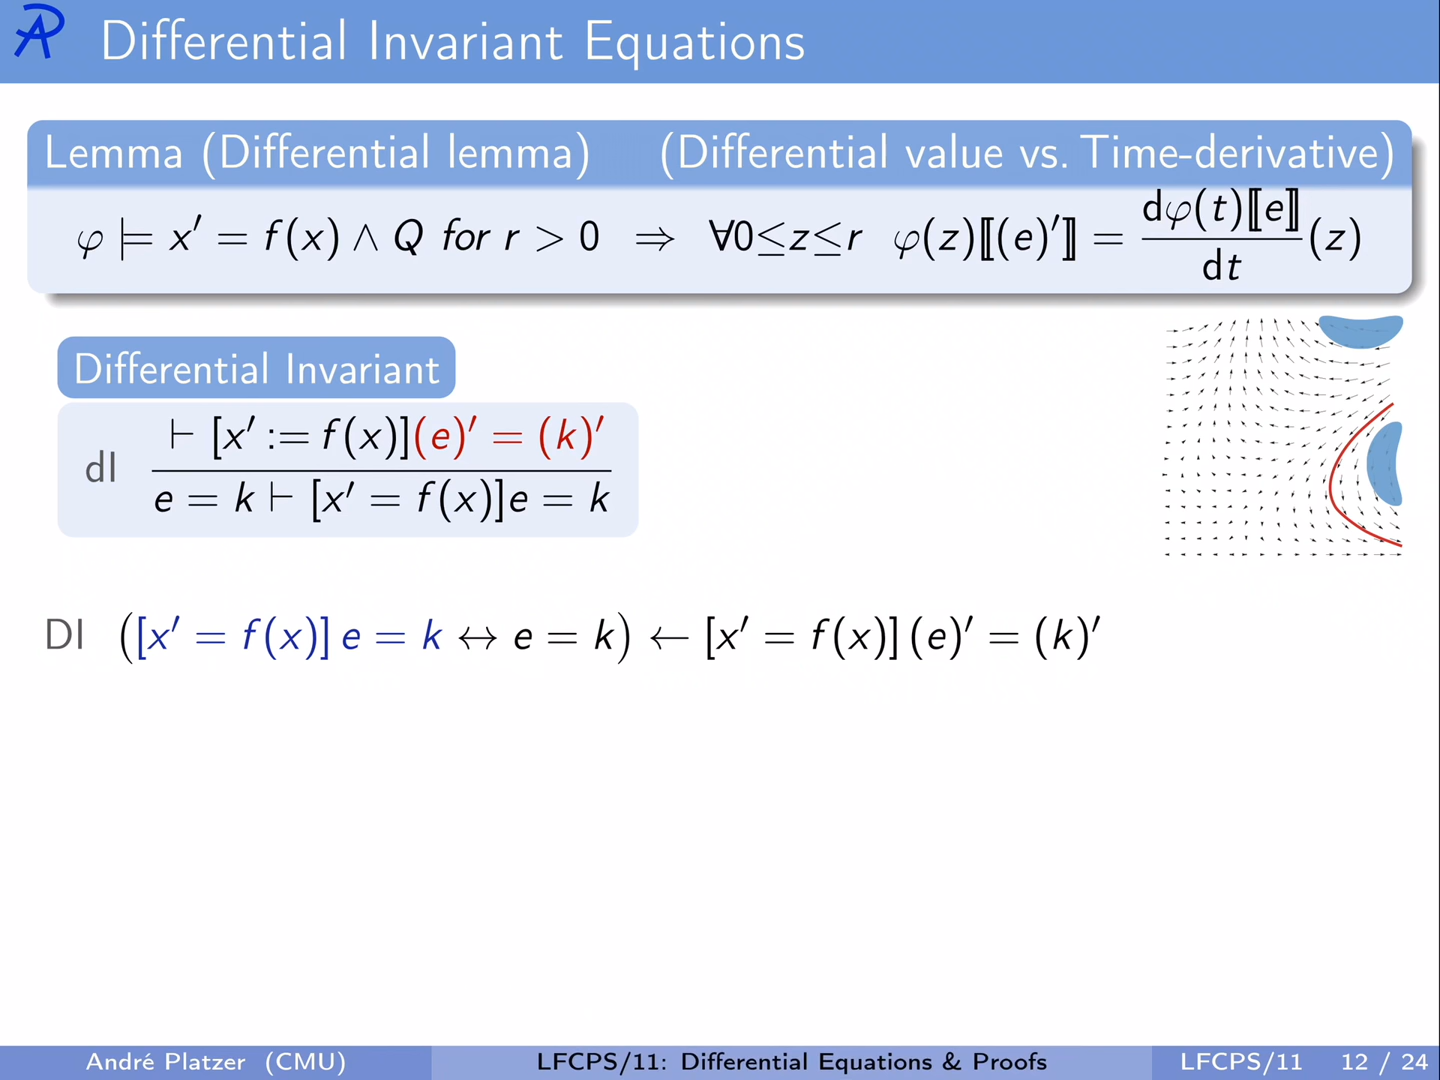 Differential Invariant Equations
Lemma (Differential lemma) (Differential value vs. Time-derivative)
φ ⊨ x′ = f(x) ∧ Q for r > 0 ⇒ ∀0≤z≤r φ(z)⟦(e)′⟧ = dφ(t)⟦e⟧/dt (z)
Differential Invariant
dI ⊢ [x′ := f(x)](e)′ = (k)′
e = k ⊢ [x′ = f(x)]e = k
DI ([x′ = f(x)] e = k ↔ e = k) ← [x′ = f(x)] (e)′ = (k)′
André Platzer (CMU) LFCPS/11: Differential Equations & Proofs LFCPS/11 12 / 24